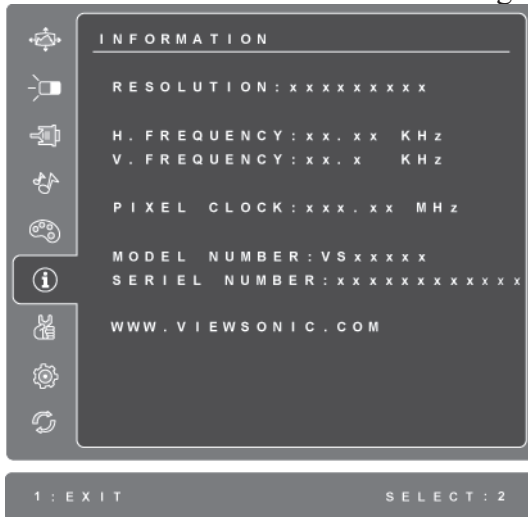 INFORMATION
RESOLUTION:xxxxxxxxx
H. FREQUENCY:xx.xx KHz
V. FREQUENCY:xx.x KHz
PIXEL CLOCK:xxx.xx MHz
MODEL NUMBER:VSxxxxx
SERIEL NUMBER:xxxxxxxxxxxx
WWW.VIEWSONIC.COM
1:EXIT SELECT:2